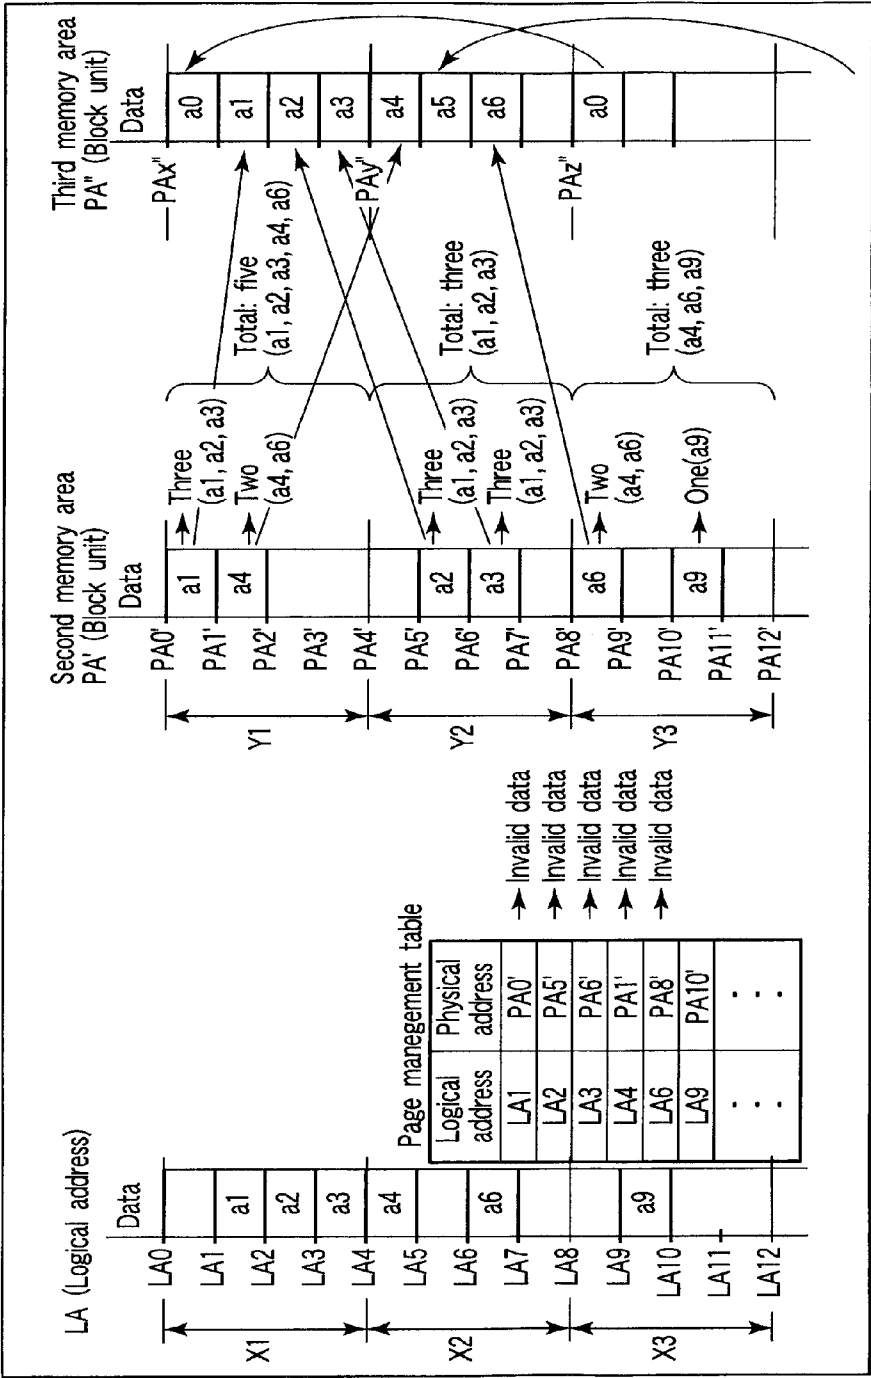 LA (Logical address)
Data
LA0
LA1
LA2
LA3
LA4
LA5
LA6
LA7
LA8
LA9
LA10
LA11
LA12
a1
a2
a3
a4
a6
a9
X1
X2
X3
Page manegement table
Logical address
Physical address
LA1 PA0' Invalid data
LA2 PA5' Invalid data
LA3 PA6' Invalid data
LA4 PA1' Invalid data
LA6 PA8' Invalid data
LA9 PA10'
. . . . . .
Second memory area
PA' (Block unit)
Data
PA0'
PA1'
PA2'
PA3'
PA4'
PA5'
PA6'
PA7'
PA8'
PA9'
PA10'
PA11'
PA12'
Y1
Y2
Y3
a1
a4
a2
a3
a6
a9
Three
(a1, a2, a3)
Two
(a4, a6)
Three
(a1, a2, a3)
Three
(a1, a2, a3)
Two
(a4, a6)
One(a9)
Total: five
(a1, a2, a3, a4, a6)
Total: three
(a1, a2, a3)
Total: three
(a4, a6, a9)
Third memory area
PA" (Block unit)
Data
PAx"
PAy"
PAz"
a0
a1
a2
a3
a4
a5
a6
a0